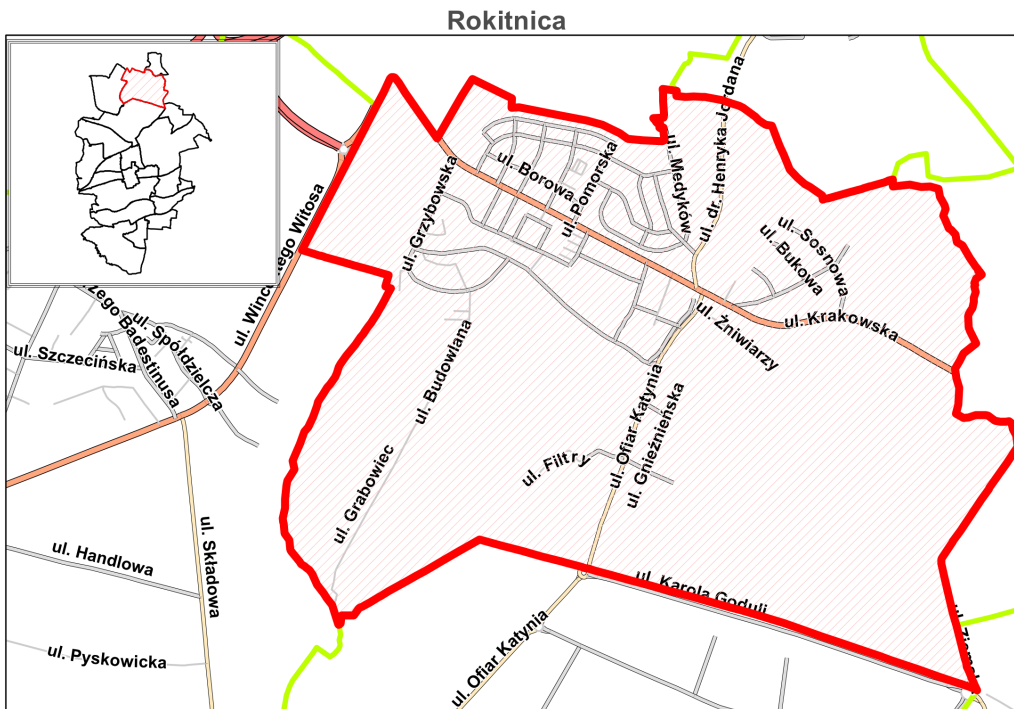 Rokitnica
ul. dr. Henryka Jordana
ul. Medyków
ul. Pomorska
ul. Borowa
ul. Grzybowska
ul. Sosnowa
ul. Bukowa
ul. Krakowska
ul. Żniwiarzy
ul. Wincentego Witosa
ul. Spółdzielcza
rzego Badestinusa
ul. Szczecińska
ul. Budowlana
ul. Ofiar Katynia
ul. Gnieźnieńska
ul. Filtry
ul. Grabowiec
ul. Składowa
ul. Handlowa
ul. Karola Goduli
ul. Pyskowicka
ul. Ofiar Katynia